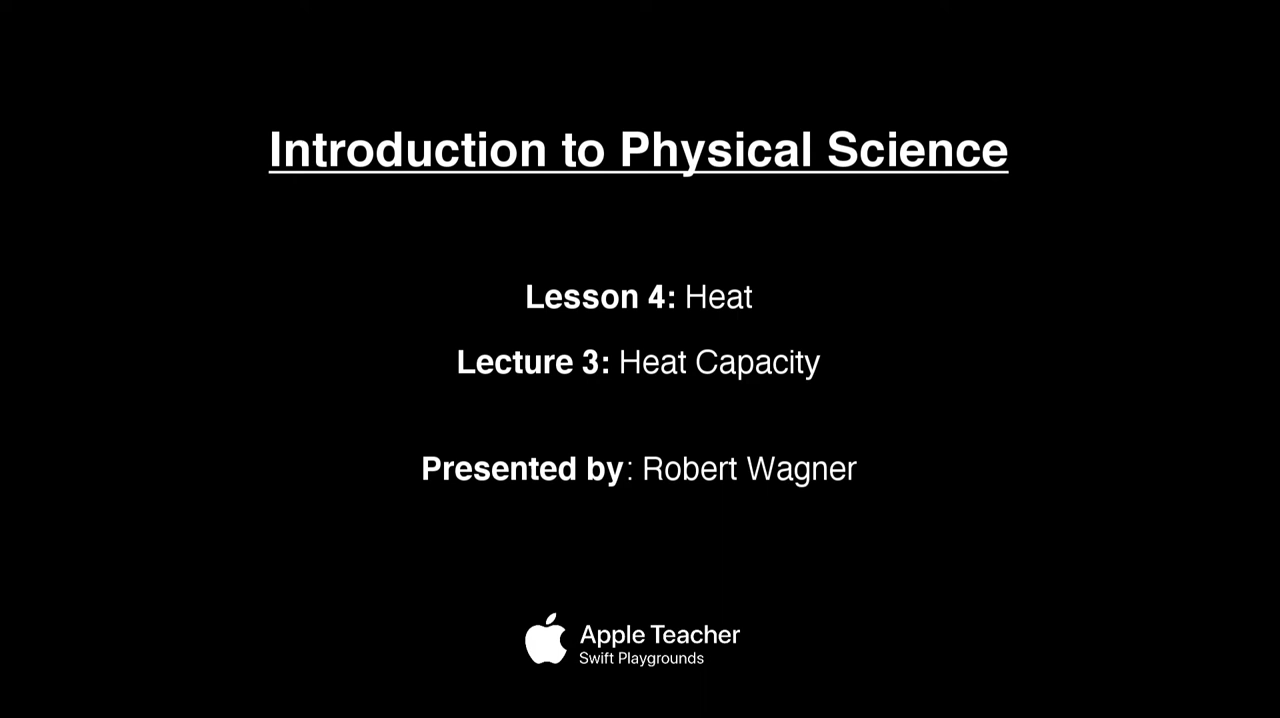 Introduction to Physical Science
Lesson 4: Heat
Lecture 3: Heat Capacity
Presented by: Robert Wagner
Apple Teacher
Swift Playgrounds